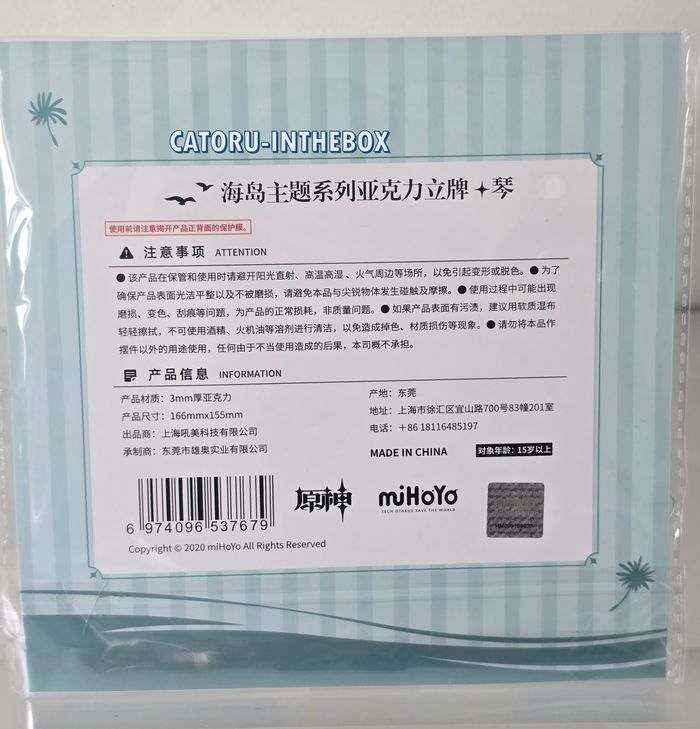 CATORU-INTHEBOX
海岛主题系列亚克力立牌✦琴
使用前请注意揭开产品正背面的保护膜。
注意事项 ATTENTION
●该产品在保管和使用时请避开阳光直射、高温高湿、火气周边等场所，以免引起变形或脱色。●为了
确保产品表面光洁平整以及不被磨损，请避免本品与尖锐物体发生碰触及摩擦。●使用过程中可能出现
磨损、变色、刮痕等问题，为产品的正常损耗，非质量问题。●如果产品表面有污渍，建议用软质湿布
轻轻擦拭，不可使用酒精、火机油等溶剂进行清洁，以免造成掉色、材质损伤等现象。●请勿将本品作
摆件以外的用途使用，任何由于不当使用造成的后果，本司概不承担。
产品信息 INFORMATION
产品材质：3mm厚亚克力
产品尺寸：166mmx155mm
出品商：上海吼美科技有限公司
承制商：东莞市雄奥实业有限公司
产地：东莞
地址：上海市徐汇区宜山路700号83幢201室
电话：＋86 18116485197
MADE IN CHINA
对象年龄：15岁以上
6 974096 537679
原神
miHoYo
TECH OTAKUS SAVE THE WORLD
Copyright © 2020 miHoYo All Rights Reserved